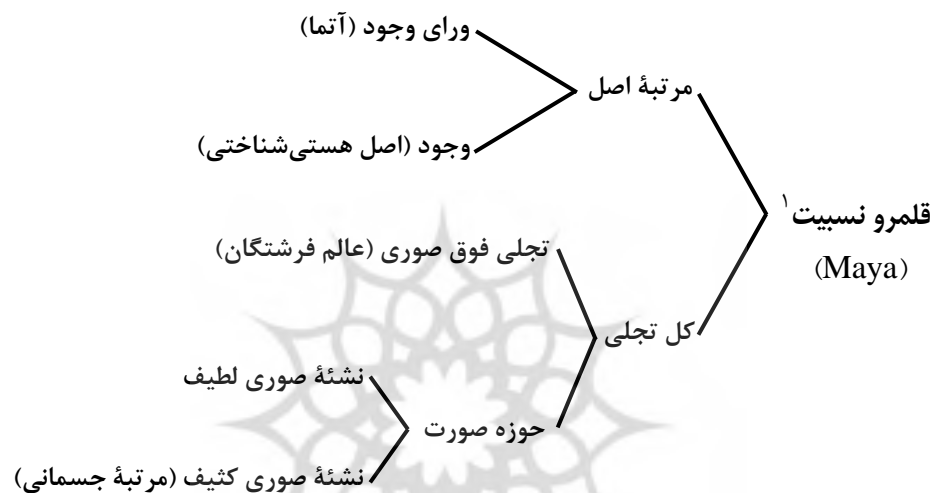 ورای وجود (آتما)
مرتبهٔ اصل
وجود (اصل هستی‌شناختی)
قلمرو نسبیت۱
(Maya)
تجلی فوق صوری (عالم فرشتگان)
کل تجلی
نشئهٔ صوری لطیف
حوزه صورت
نشئهٔ صوری کثیف (مرتبهٔ جسمانی)